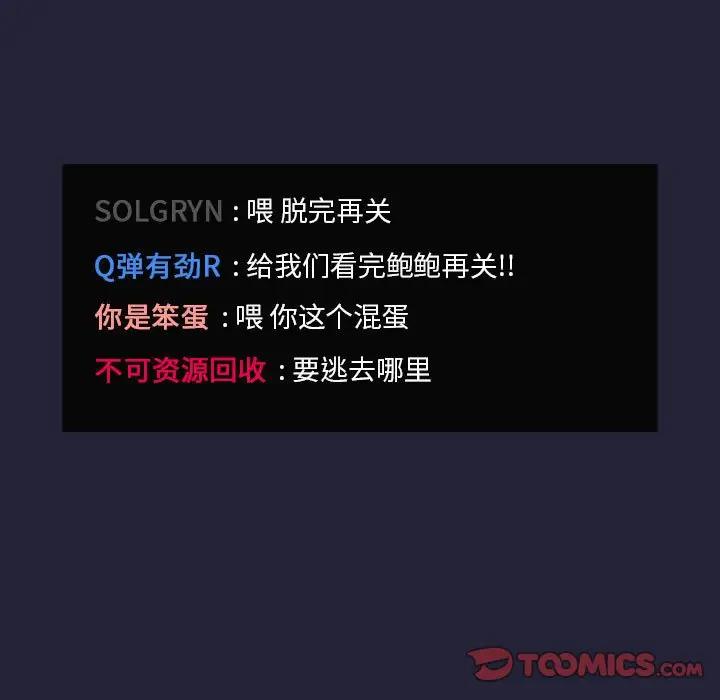 SOLGRYN : 喂 脱完再关
Q弹有劲R : 给我们看完鲍鲍再关!!
你是笨蛋 : 喂 你这个混蛋
不可资源回收 : 要逃去哪里
TOOMICS.COM